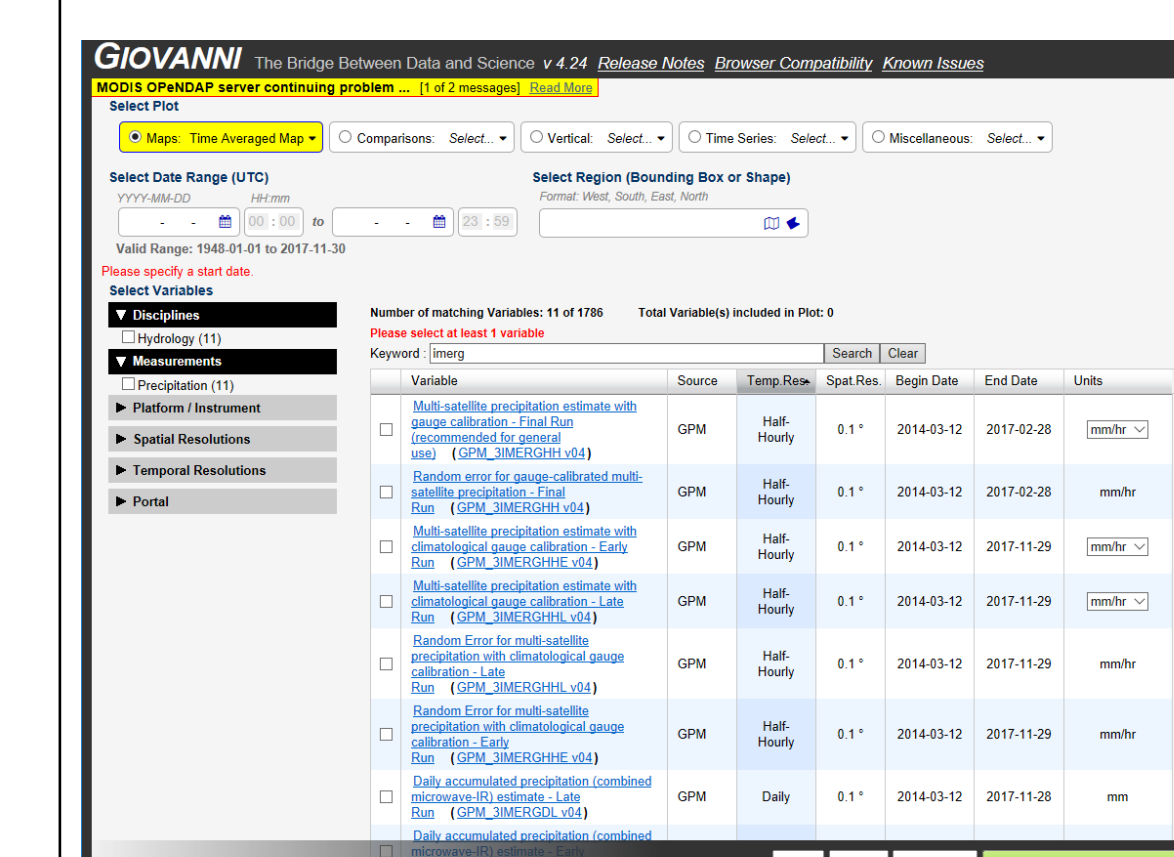 GIOVANNI The Bridge Between Data and Science v 4.24 Release Notes Browser Compatibility Known Issues
MODIS OPeNDAP server continuing problem ... [1 of 2 messages] Read More
Select Plot
Maps: Time Averaged Map Comparisons: Select... Vertical: Select... Time Series: Select... Miscellaneous: Select...
Select Date Range (UTC) Select Region (Bounding Box or Shape)
YYYY-MM-DD HH:mm Format: West, South, East, North
- - 00 : 00 to - - 23 : 59
Valid Range: 1948-01-01 to 2017-11-30
Please specify a start date.
Select Variables
Disciplines
Hydrology (11)
Measurements
Precipitation (11)
Platform / Instrument
Spatial Resolutions
Temporal Resolutions
Portal
Number of matching Variables: 11 of 1786 Total Variable(s) included in Plot: 0
Please select at least 1 variable
Keyword : imerg Search Clear
Variable Source Temp.Res. Spat.Res. Begin Date End Date Units
Multi-satellite precipitation estimate with
gauge calibration - Final Run
(recommended for general
use) (GPM_3IMERGHH v04) GPM Half-
Hourly 0.1 ° 2014-03-12 2017-02-28 mm/hr
Random error for gauge-calibrated multi-
satellite precipitation - Final
Run (GPM_3IMERGHH v04) GPM Half-
Hourly 0.1 ° 2014-03-12 2017-02-28 mm/hr
Multi-satellite precipitation estimate with
climatological gauge calibration - Early
Run (GPM_3IMERGHHE v04) GPM Half-
Hourly 0.1 ° 2014-03-12 2017-11-29 mm/hr
Multi-satellite precipitation estimate with
climatological gauge calibration - Late
Run (GPM_3IMERGHHL v04) GPM Half-
Hourly 0.1 ° 2014-03-12 2017-11-29 mm/hr
Random Error for multi-satellite
precipitation with climatological gauge
calibration - Late
Run (GPM_3IMERGHHL v04) GPM Half-
Hourly 0.1 ° 2014-03-12 2017-11-29 mm/hr
Random Error for multi-satellite
precipitation with climatological gauge
calibration - Early
Run (GPM_3IMERGHHE v04) GPM Half-
Hourly 0.1 ° 2014-03-12 2017-11-29 mm/hr
Daily accumulated precipitation (combined
microwave-IR) estimate - Late
Run (GPM_3IMERGDL v04) GPM Daily 0.1 ° 2014-03-12 2017-11-28 mm
Daily accumulated precipitation (combined
microwave-IR) estimate - Early